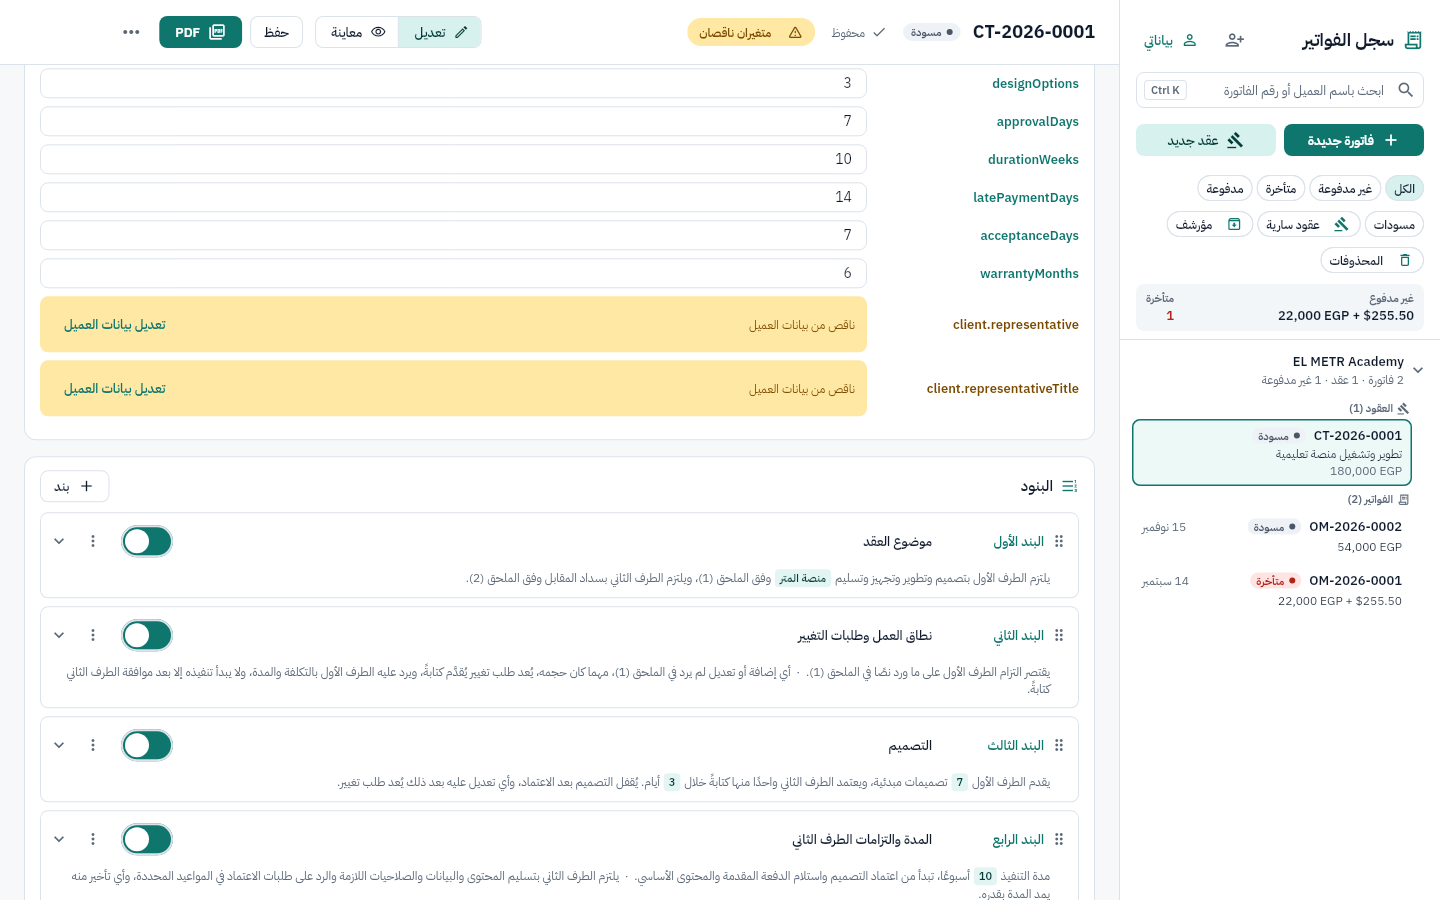 سجل الفواتير
بياناتي
ابحث باسم العميل أو رقم الفاتورة
Ctrl K
فاتورة جديدة
عقد جديد
الكل
غير مدفوعة
متأخرة
مدفوعة
مسودات
عقود سارية
مؤرشف
المحذوفات
غير مدفوع
متأخرة
22,000 EGP + $255.50
1
EL METR Academy
2 فاتورة · 1 عقد · 1 غير مدفوعة
العقود (1)
CT-2026-0001
مسودة
تطوير وتشغيل منصة تعليمية
180,000 EGP
الفواتير (2)
OM-2026-0002
مسودة
15 نوفمبر
54,000 EGP
OM-2026-0001
متأخرة
14 سبتمبر
22,000 EGP + $255.50
CT-2026-0001
مسودة
محفوظ
متغيران ناقصان
تعديل
معاينة
حفظ
PDF
designOptions
3
approvalDays
7
durationWeeks
10
latePaymentDays
14
acceptanceDays
7
warrantyMonths
6
client.representative
ناقص من بيانات العميل
تعديل بيانات العميل
client.representativeTitle
ناقص من بيانات العميل
تعديل بيانات العميل
البنود
بند
البند الأول
موضوع العقد
يلتزم الطرف الأول بتصميم وتطوير وتجهيز وتسليم منصة المتر وفق الملحق (1)، ويلتزم الطرف الثاني بسداد المقابل وفق الملحق (2).
البند الثاني
نطاق العمل وطلبات التغيير
يقتصر التزام الطرف الأول على ما ورد نصًا في الملحق (1). · أي إضافة أو تعديل لم يرد في الملحق (1)، مهما كان حجمه، يُعد طلب تغيير يُقدَّم كتابةً، ويرد عليه الطرف الأول بالتكلفة والمدة، ولا يبدأ تنفيذه إلا بعد موافقة الطرف الثاني
كتابةً.
البند الثالث
التصميم
يقدم الطرف الأول 7 تصميمات مبدئية، ويعتمد الطرف الثاني واحدًا منها كتابةً خلال 3 أيام. يُقفل التصميم بعد الاعتماد، وأي تعديل عليه بعد ذلك يُعد طلب تغيير.
البند الرابع
المدة والتزامات الطرف الثاني
مدة التنفيذ 10 أسبوعًا، تبدأ من اعتماد التصميم واستلام الدفعة المقدمة والمحتوى الأساسي. · يلتزم الطرف الثاني بتسليم المحتوى والبيانات والصلاحيات اللازمة والرد على طلبات الاعتماد في المواعيد المحددة، وأي تأخير منه
يمد المدة بقدره.